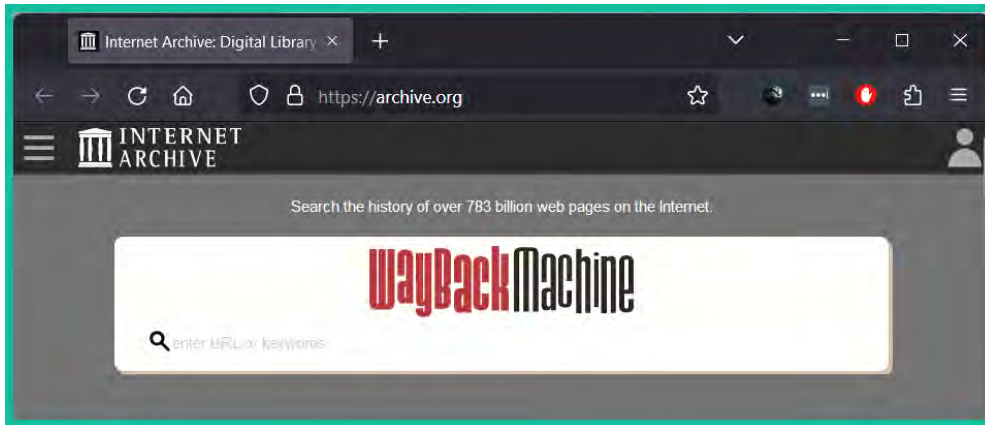 Internet Archive: Digital Library
https://archive.org
INTERNET
ARCHIVE
Search the history of over 783 billion web pages on the Internet.
WayBackMachine
enter URL or keywords